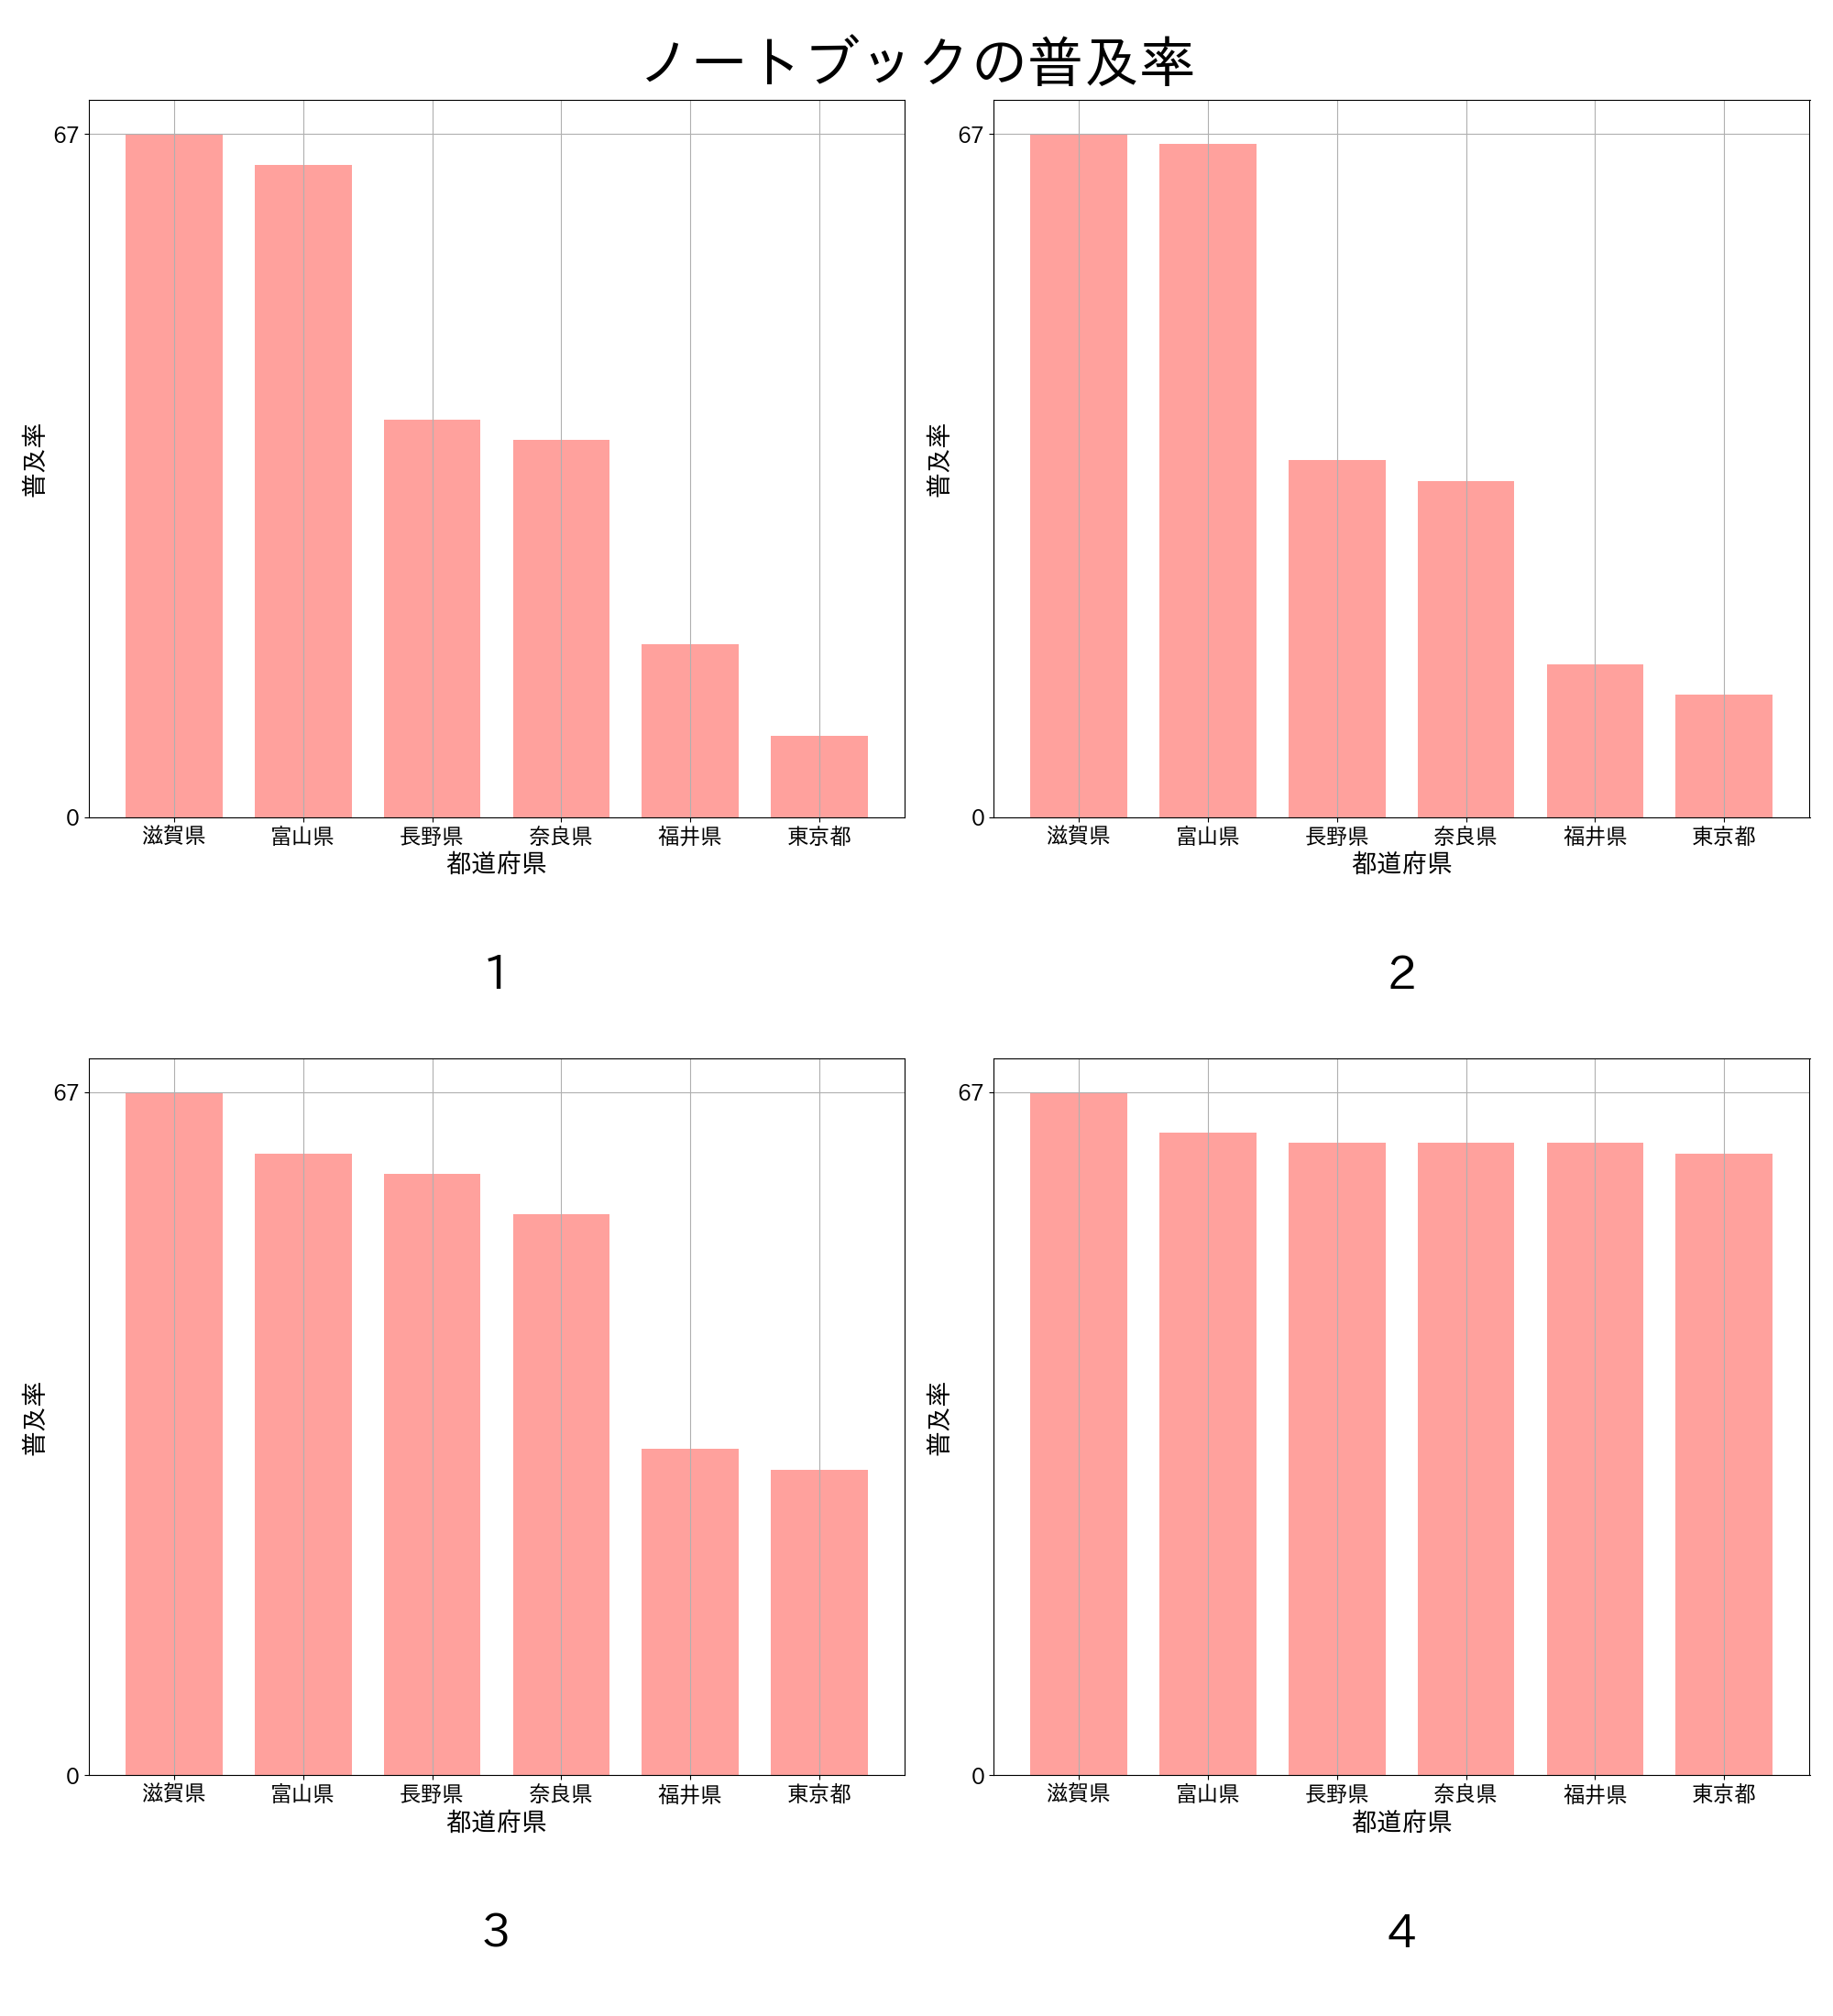 ノートブックの普及率
67
0
普及率
滋賀県 富山県 長野県 奈良県 福井県 東京都
都道府県
1
67
0
普及率
滋賀県 富山県 長野県 奈良県 福井県 東京都
都道府県
2
67
0
普及率
滋賀県 富山県 長野県 奈良県 福井県 東京都
都道府県
3
67
0
普及率
滋賀県 富山県 長野県 奈良県 福井県 東京都
都道府県
4